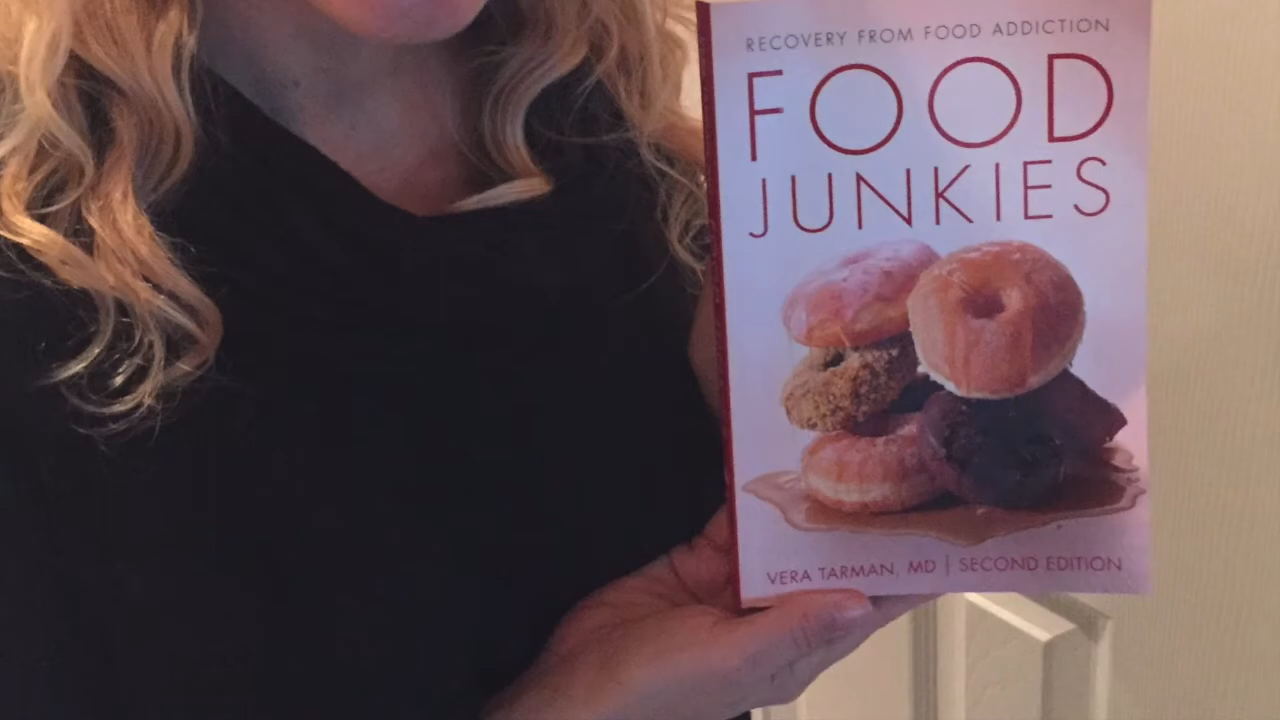 RECOVERY FROM FOOD ADDICTION
FOOD
JUNKIES
VERA TARMAN, MD | SECOND EDITION